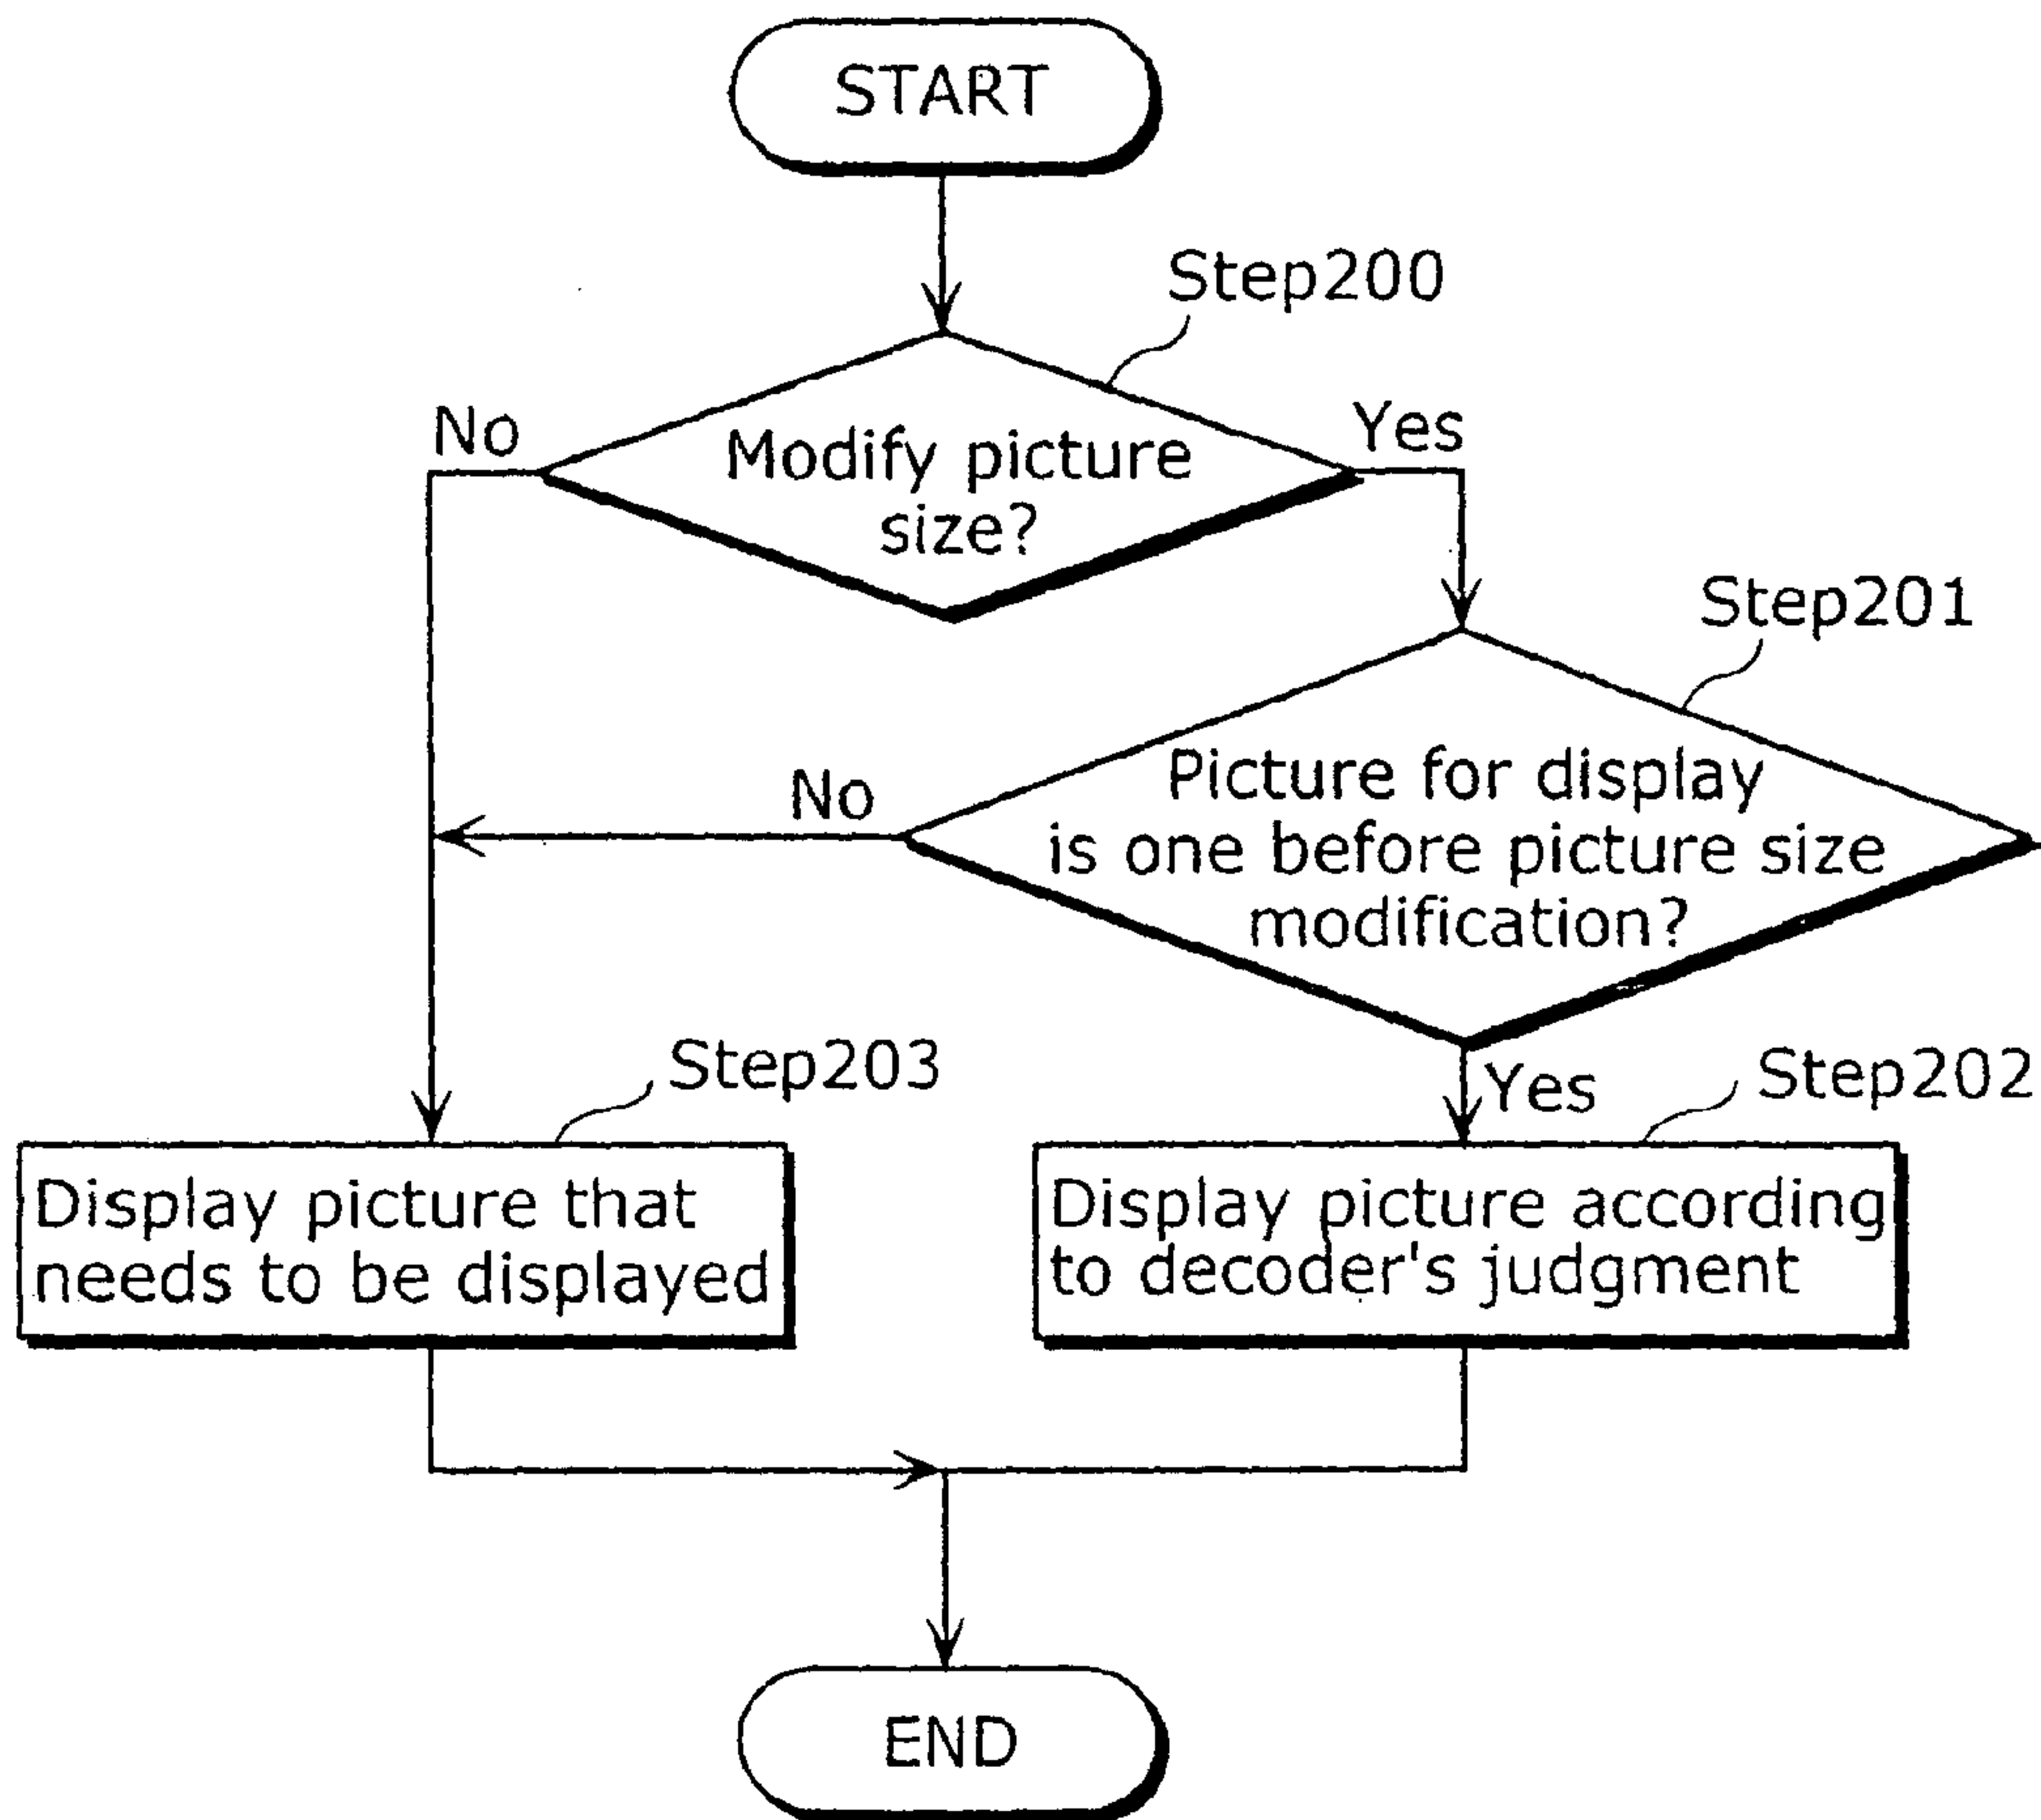 START
Step200
No
Yes
Modify picture
size?
Step201
No
Picture for display
is one before picture size
modification?
Step203
Yes
Step202
Display picture that
needs to be displayed
Display picture according
to decoder's judgment
END